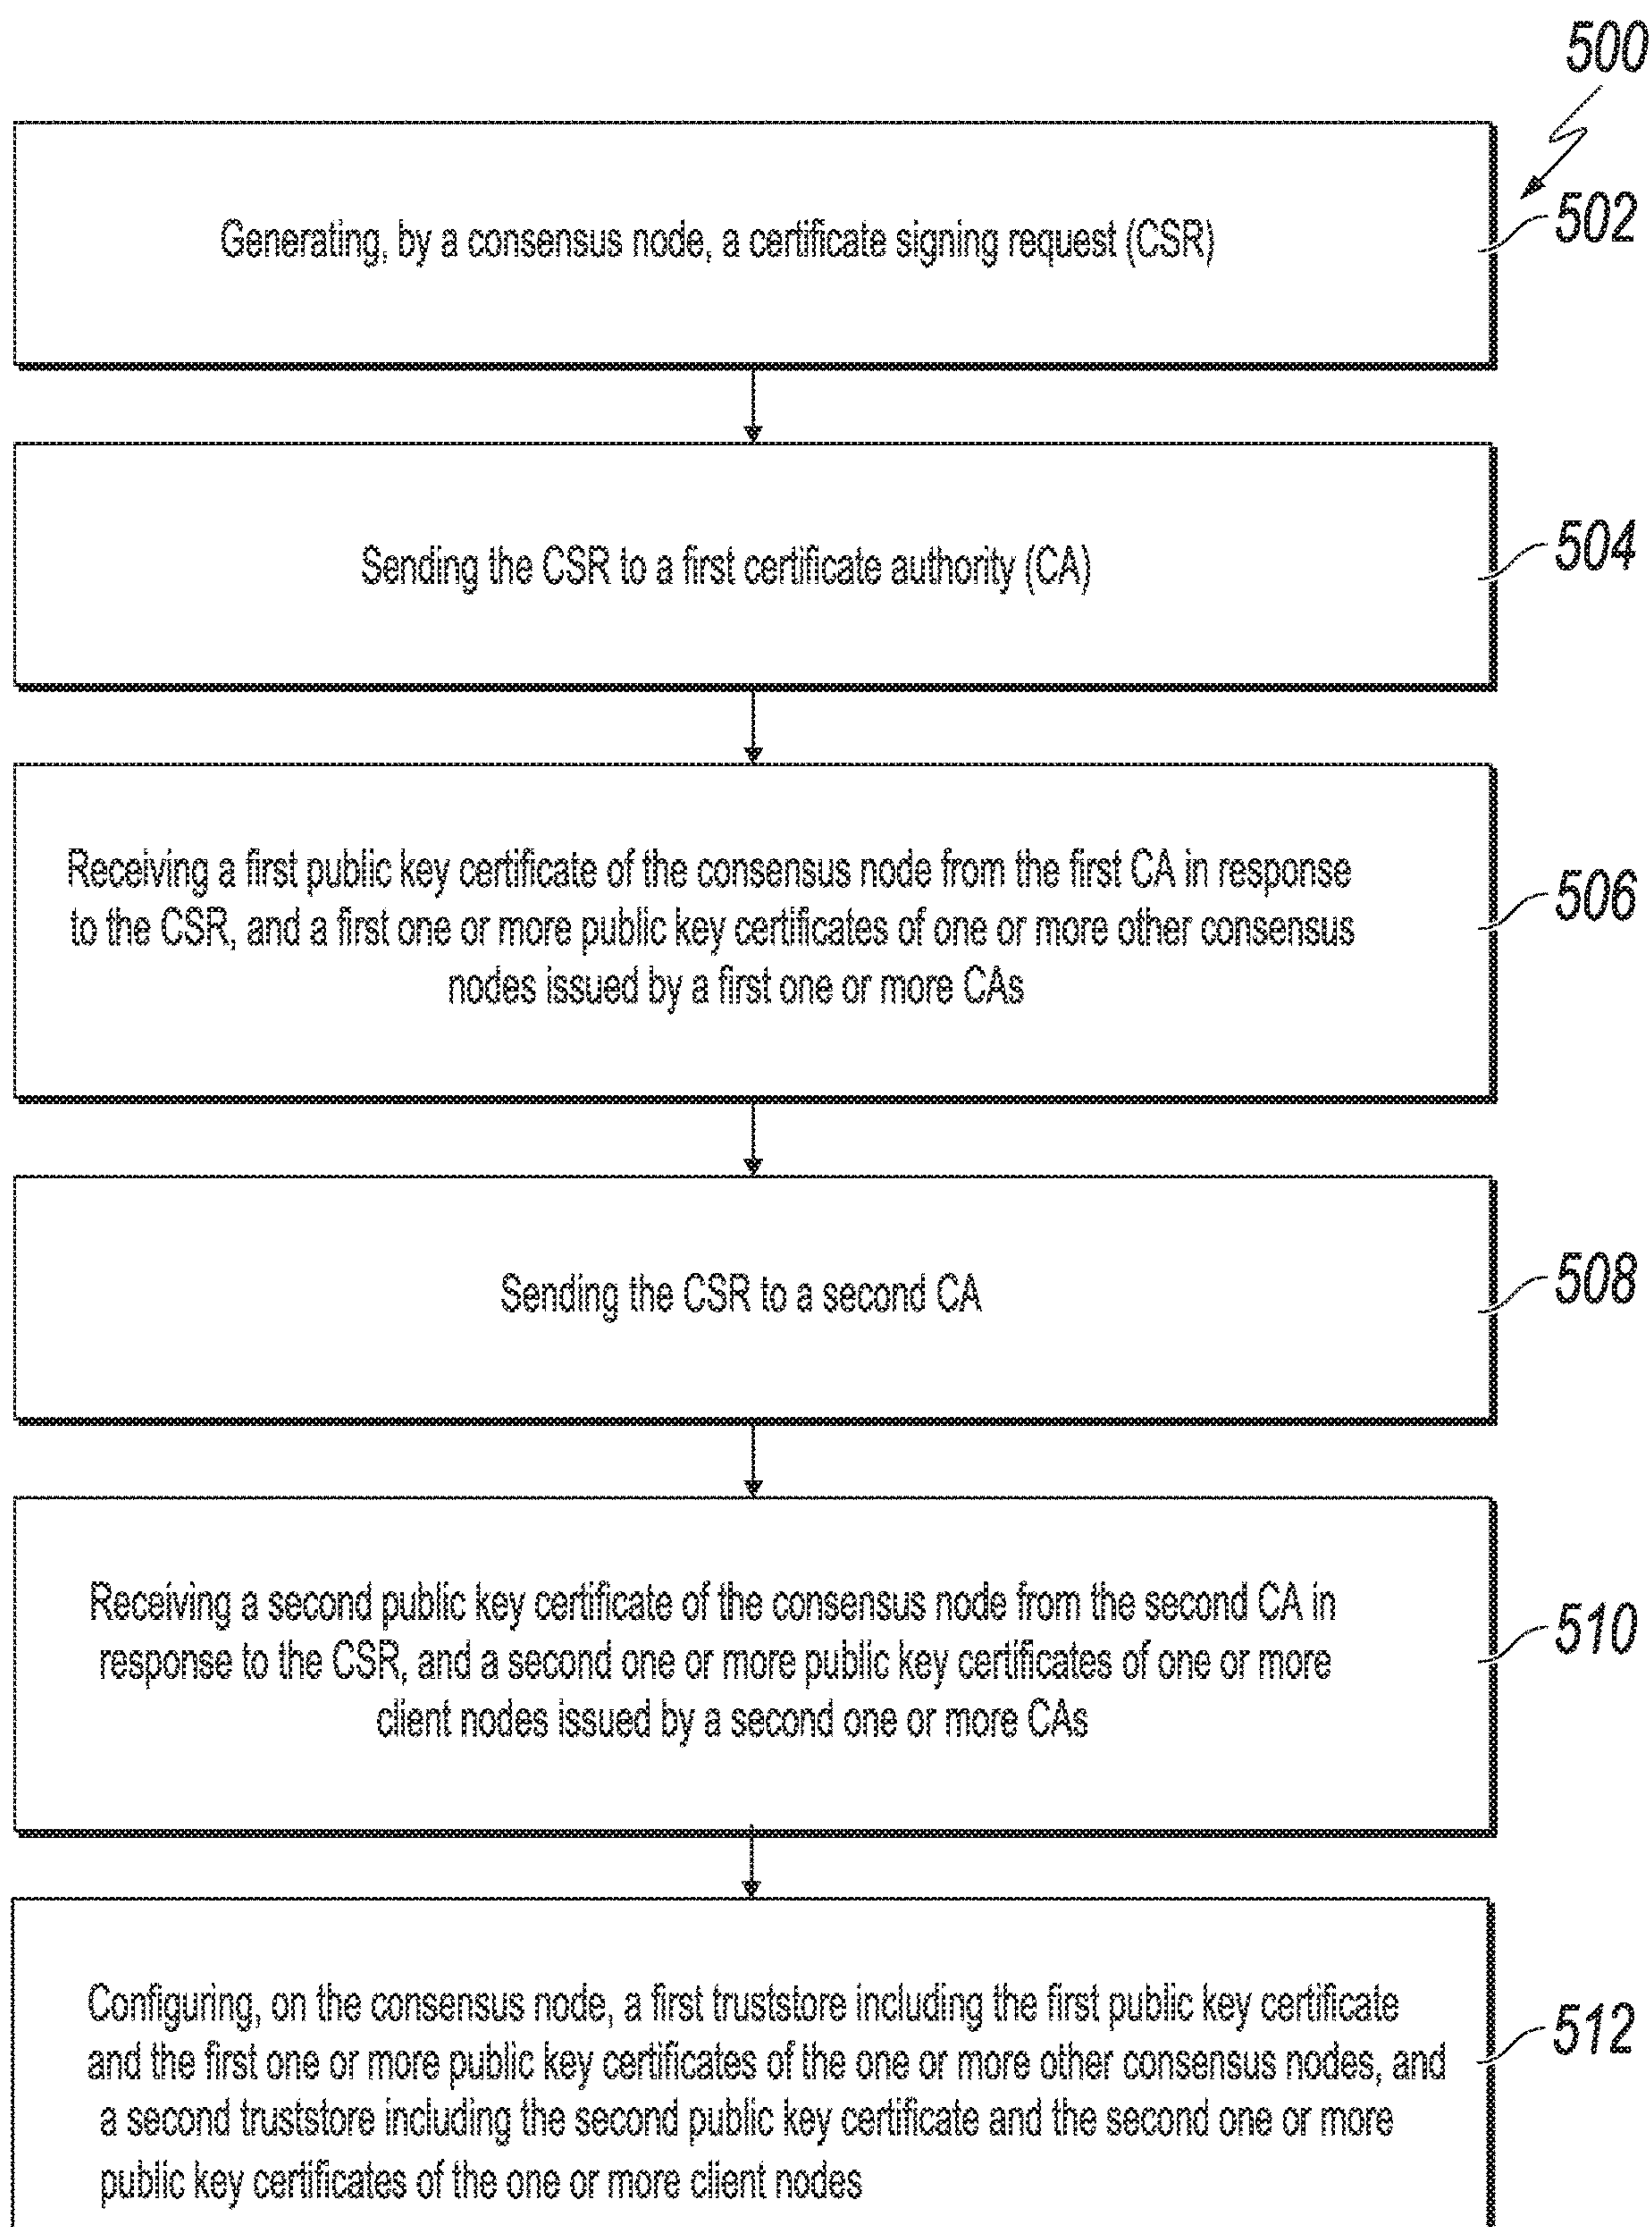 500
Generating, by a consensus node, a certificate signing request (CSR)
502
Sending the CSR to a first certificate authority (CA)
504
Receiving a first public key certificate of the consensus node from the first CA in response
to the CSR, and a first one or more public key certificates of one or more other consensus
nodes issued by a first one or more CAs
506
Sending the CSR to a second CA
508
Receiving a second public key certificate of the consensus node from the second CA in
response to the CSR, and a second one or more public key certificates of one or more
client nodes issued by a second one or more CAs
510
Configuring, on the consensus node, a first truststore including the first public key certificate
and the first one or more public key certificates of the one or more other consensus nodes, and
a second truststore including the second public key certificate and the second one or more
public key certificates of the one or more client nodes
512